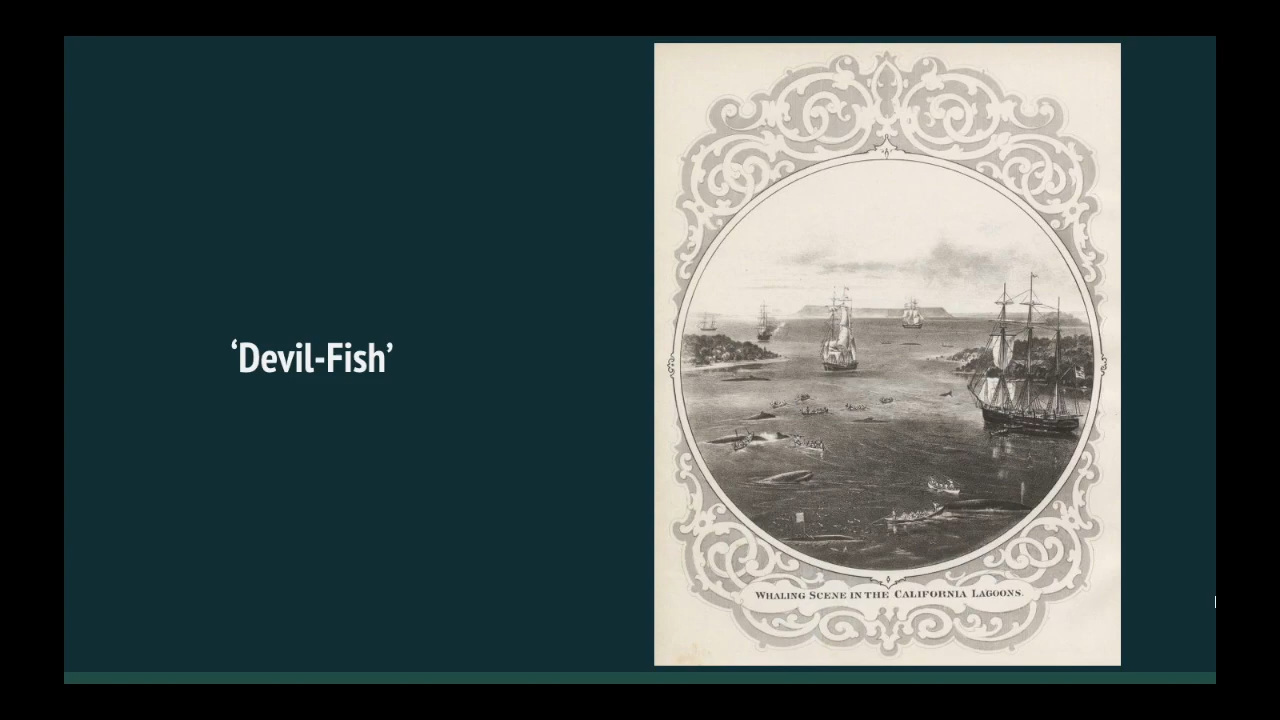 ‘Devil-Fish’
WHALING SCENE IN THE CALIFORNIA LAGOONS.